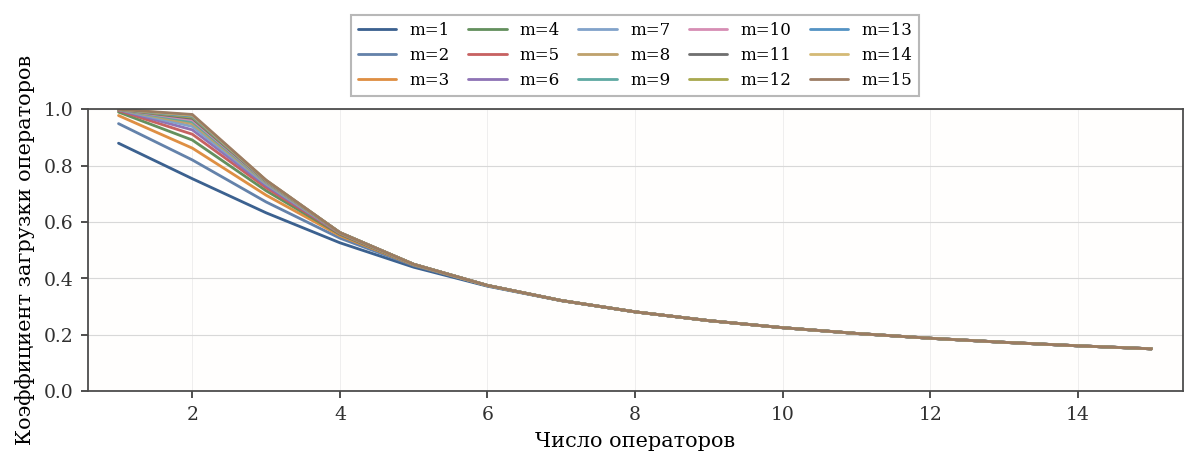 m=1 m=4 m=7 m=10 m=13
m=2 m=5 m=8 m=11 m=14
m=3 m=6 m=9 m=12 m=15
Коэффициент загрузки операторов
1.0
0.8
0.6
0.4
0.2
0.0
2 4 6 8 10 12 14
Число операторов